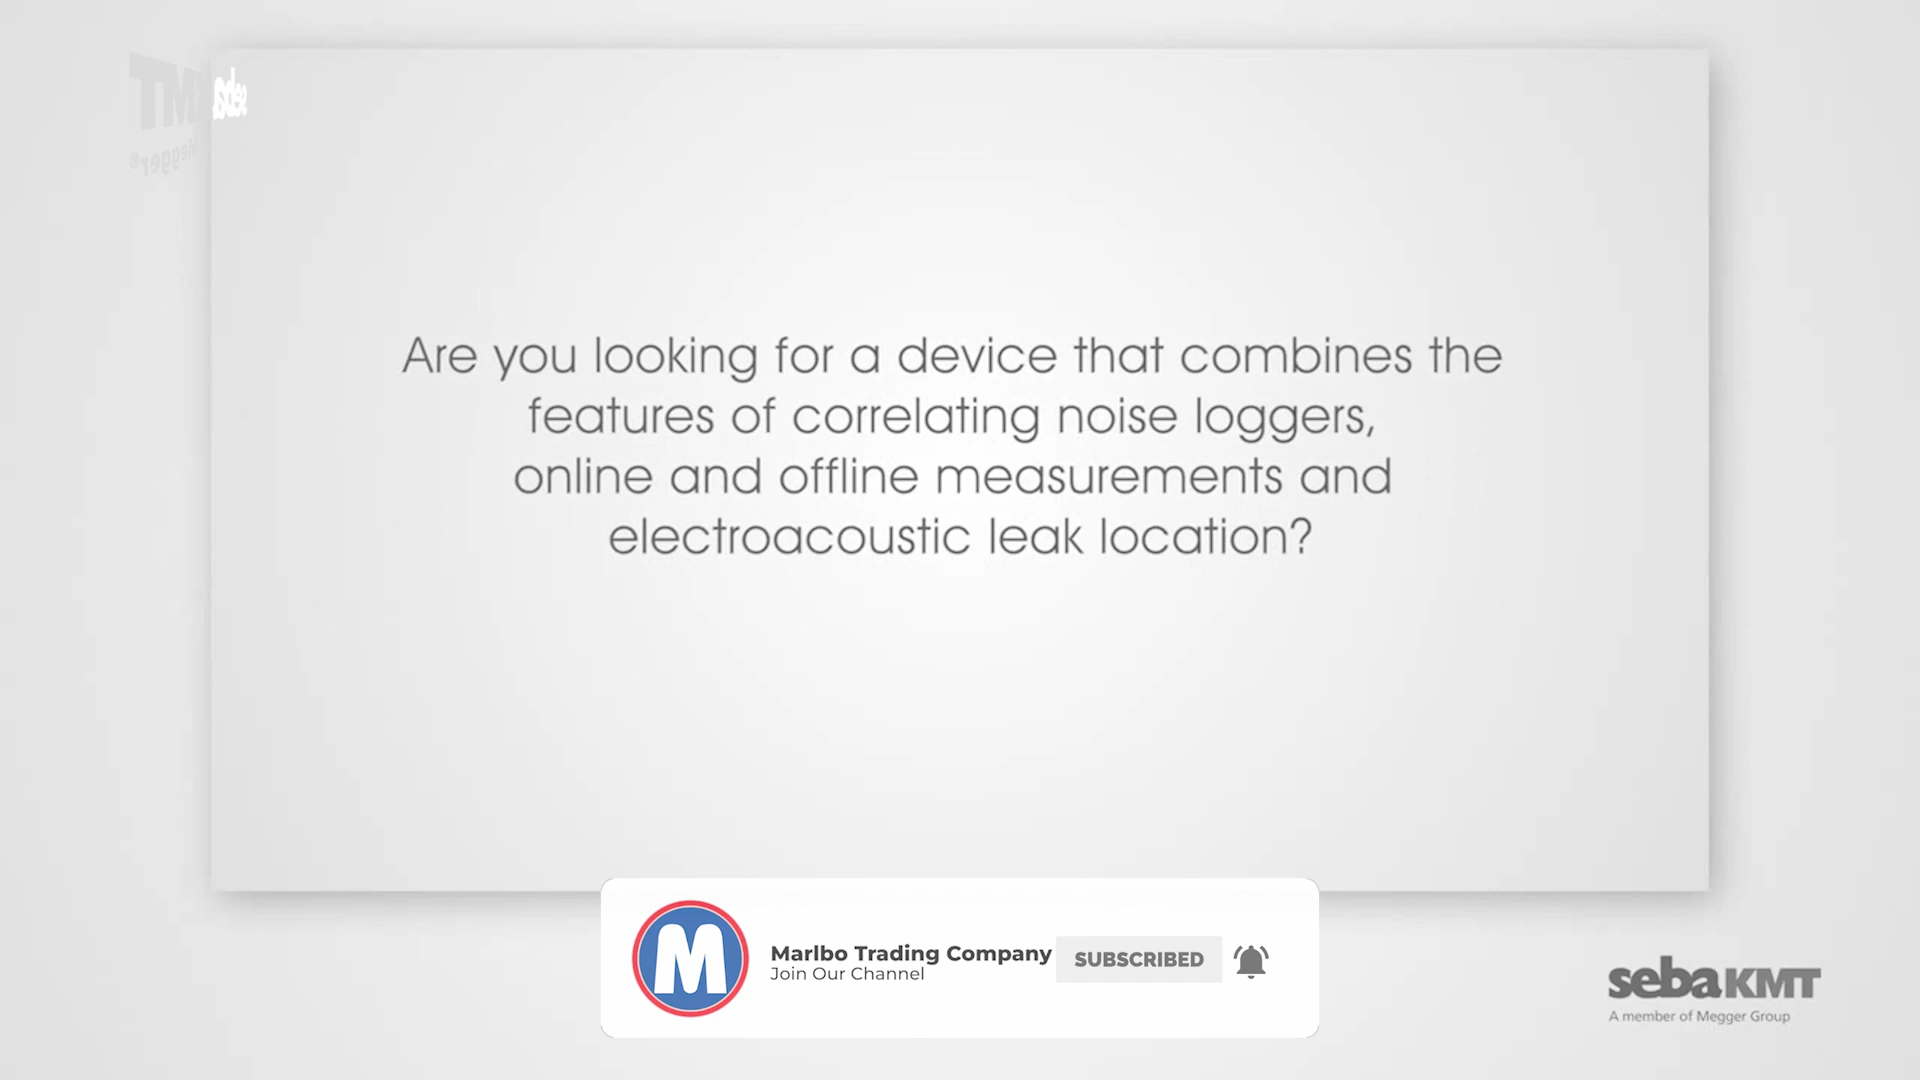 Are you looking for a device that combines the
features of correlating noise loggers,
online and offline measurements and
electroacoustic leak location?
M
Marlbo Trading Company
Join Our Channel
SUBSCRIBED
sebaKMT
A member of Megger Group